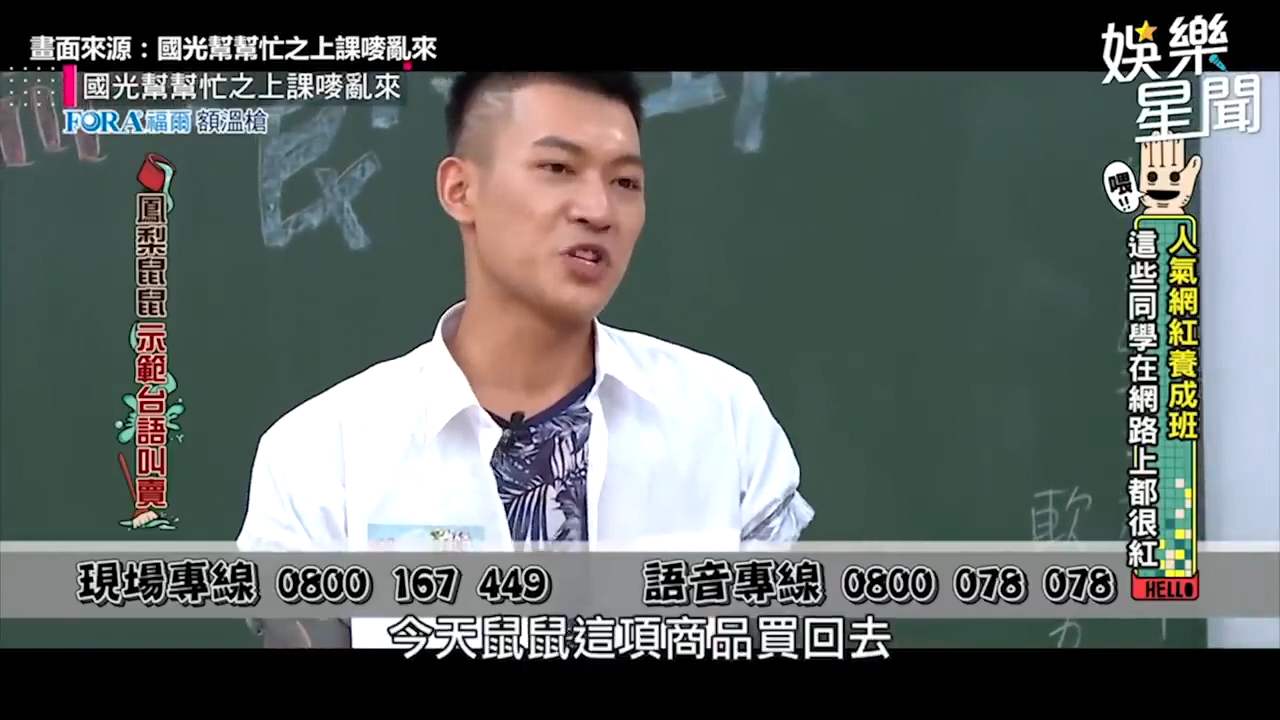 畫面來源：國光幫幫忙之上課嘜亂來
國光幫幫忙之上課嘜亂來
FORA福爾 額溫槍
娛樂
星聞
喂!!
鳳梨鼠鼠 示範台語叫賣
人氣網紅養成班
這些同學在網路上都很紅
HELLO
軟
力
現場專線 0800 167 449
語音專線 0800 078 078
今天鼠鼠這項商品買回去